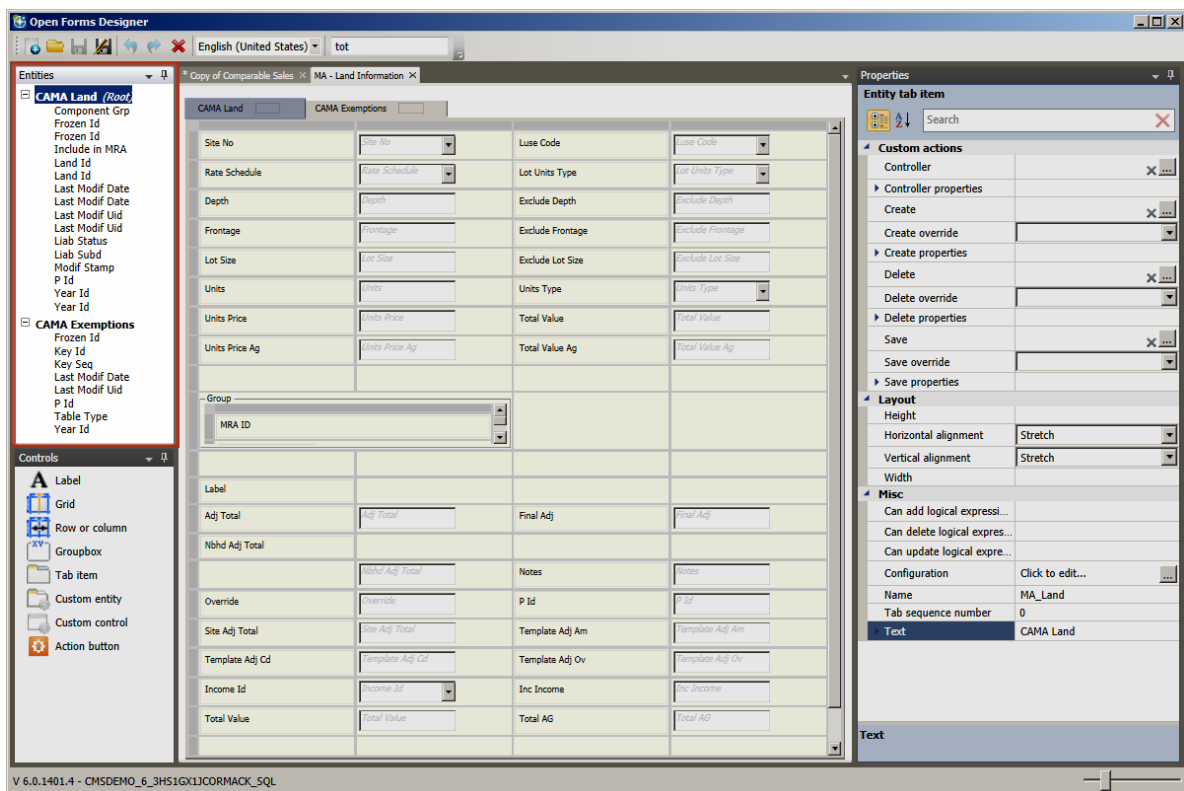 Open Forms Designer
English (United States) tot
Entities
CAMA Land (Root)
Component Grp
Frozen Id
Frozen Id
Include in MRA
Land Id
Land Id
Last Modif Date
Last Modif Date
Last Modif Uid
Last Modif Uid
Liab Status
Liab Subd
Modif Stamp
P Id
Year Id
Year Id
CAMA Exemptions
Frozen Id
Key Id
Key Seq
Last Modif Date
Last Modif Uid
P Id
Table Type
Year Id
Controls
Label
Grid
Row or column
XY
Groupbox
Tab item
Custom entity
Custom control
Action button
* Copy of Comparable Sales × MA - Land Information ×
CAMA Land CAMA Exemptions
Site No Site No Luse Code Luse Code
Rate Schedule Rate Schedule Lot Units Type Lot Units Type
Depth Depth Exclude Depth Exclude Depth
Frontage Frontage Exclude Frontage Exclude Frontage
Lot Size Lot Size Exclude Lot Size Exclude Lot Size
Units Units Units Type Units Type
Units Price Units Price Total Value Total Value
Units Price Ag Units Price Ag Total Value Ag Total Value Ag
Group
MRA ID
Label
Adj Total Adj Total Final Adj Final Adj
Nbhd Adj Total
Nbhd Adj Total Notes Notes
Override Override P Id P Id
Site Adj Total Site Adj Total Template Adj Am Template Adj Am
Template Adj Cd Template Adj Cd Template Adj Ov Template Adj Ov
Income Id Income Id Inc Income Inc Income
Total Value Total Value Total AG Total AG
Properties
Entity tab item
Search
Custom actions
Controller
Controller properties
Create
Create override
Create properties
Delete
Delete override
Delete properties
Save
Save override
Save properties
Layout
Height
Horizontal alignment Stretch
Vertical alignment Stretch
Width
Misc
Can add logical expressi...
Can delete logical expres...
Can update logical expre...
Configuration Click to edit...
Name MA_Land
Tab sequence number 0
Text CAMA Land
Text
V 6.0.1401.4 - CMSDEMO_6_3HS1GX1JCORMACK_SQL